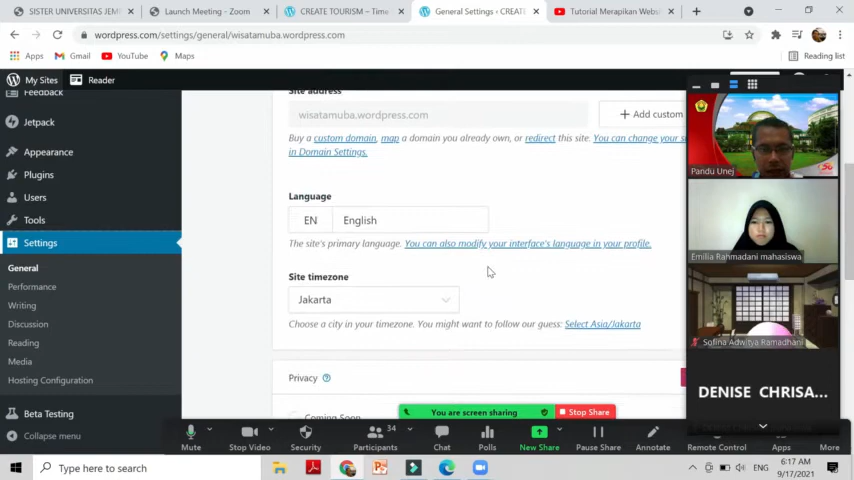 SISTER UNIVERSITAS JEMI
Launch Meeting - Zoom
CREATE TOURISM – Time
General Settings ‹ CREATE
Tutorial Merapikan Webs
wordpress.com/settings/general/wisatamuba.wordpress.com
Apps
Gmail
YouTube
Maps
Reading list
My Sites
Reader
Feedback
Jetpack
Appearance
Plugins
Users
Tools
Settings
General
Performance
Writing
Discussion
Reading
Media
Hosting Configuration
Beta Testing
Collapse menu
Site address
wisatamuba.wordpress.com
Add custom
Buy a custom domain, map a domain you already own, or redirect this site. You can change your s
in Domain Settings.
Language
EN English
The site's primary language. You can also modify your interface's language in your profile.
Site timezone
Jakarta
Choose a city in your timezone. You might want to follow our guess: Select Asia/Jakarta
Privacy
Coming Soon
Pandu Unej
Emilia Rahmadani mahasiswa
Sofina Adwitya Ramadhani
DENISE CHRISA...
You are screen sharing
Stop Share
34
Mute
Stop Video
Security
Participants
Chat
Polls
New Share
Pause Share
Annotate
Remote Control
Apps
More
Type here to search
ENG
6:17 AM
9/17/2021